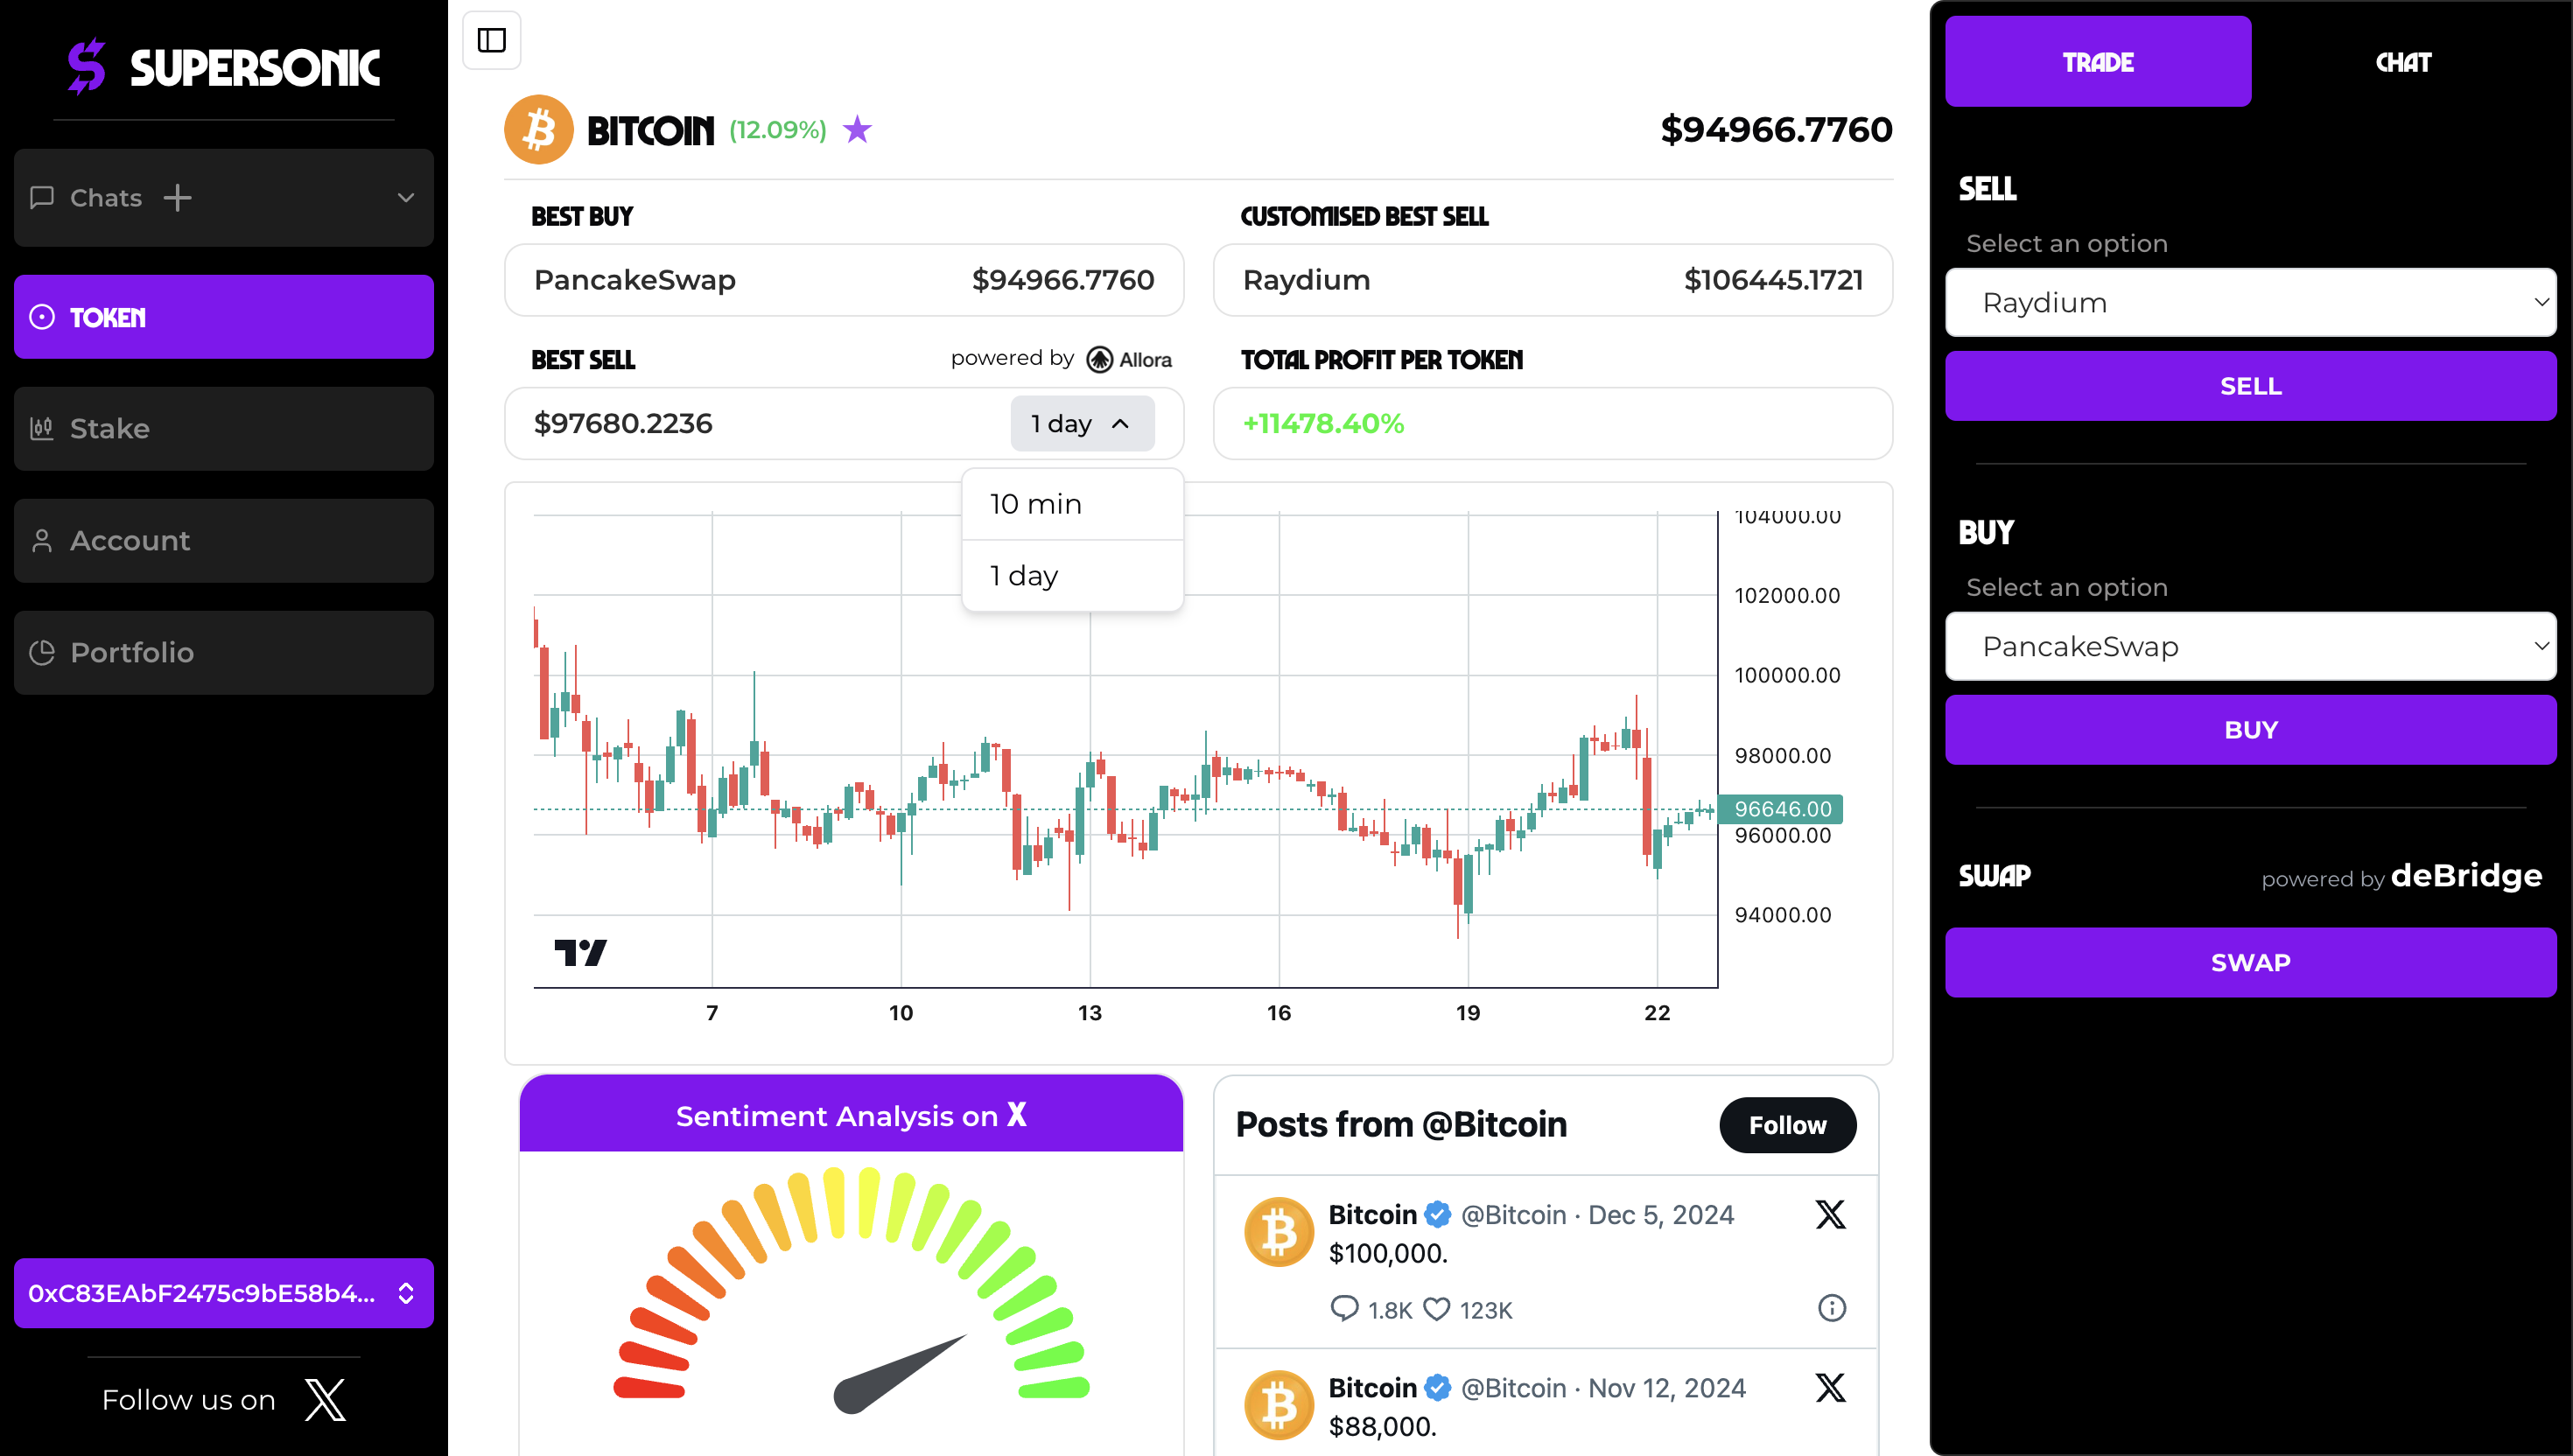 SUPERSONIC
Chats
TOKEN
Stake
Account
Portfolio
0xC83EAbF2475c9bE58b4...
Follow us on X
BITCOIN (12.09%)
$94966.7760
BEST BUY
PancakeSwap $94966.7760
CUSTOMISED BEST SELL
Raydium $106445.1721
BEST SELL powered by Allora
$97680.2236 1 day
10 min
1 day
TOTAL PROFIT PER TOKEN
+11478.40%
104000.00
102000.00
100000.00
98000.00
96646.00
96000.00
94000.00
7 10 13 16 19 22
Sentiment Analysis on X
Posts from @Bitcoin
Follow
Bitcoin @Bitcoin · Dec 5, 2024
$100,000.
1.8K 123K
Bitcoin @Bitcoin · Nov 12, 2024
$88,000.
TRADE
CHAT
SELL
Select an option
Raydium
SELL
BUY
Select an option
PancakeSwap
BUY
SWAP powered by deBridge
SWAP